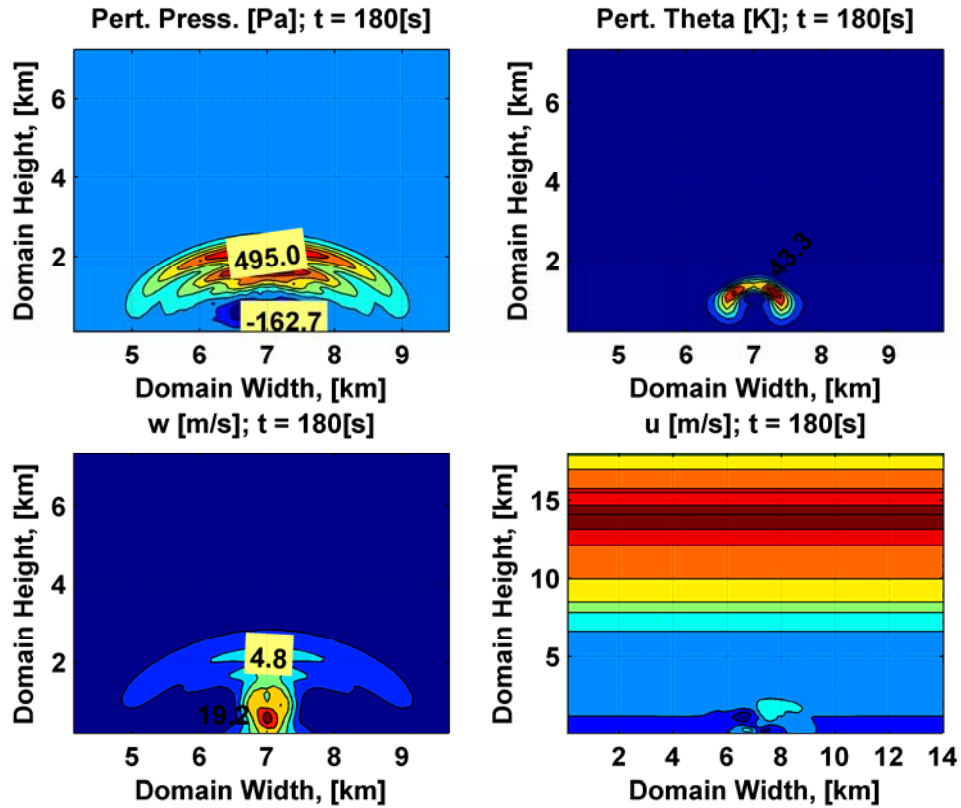 Pert. Press. [Pa]; t = 180[s]
Domain Height, [km]
6
4
2
495.0
-162.7
5 6 7 8 9
Domain Width, [km]
Pert. Theta [K]; t = 180[s]
Domain Height, [km]
6
4
2
43.3
5 6 7 8 9
Domain Width, [km]
w [m/s]; t = 180[s]
Domain Height, [km]
6
4
2
4.8
19.2
5 6 7 8 9
Domain Width, [km]
u [m/s]; t = 180[s]
Domain Height, [km]
15
10
5
2 4 6 8 10 12 14
Domain Width, [km]